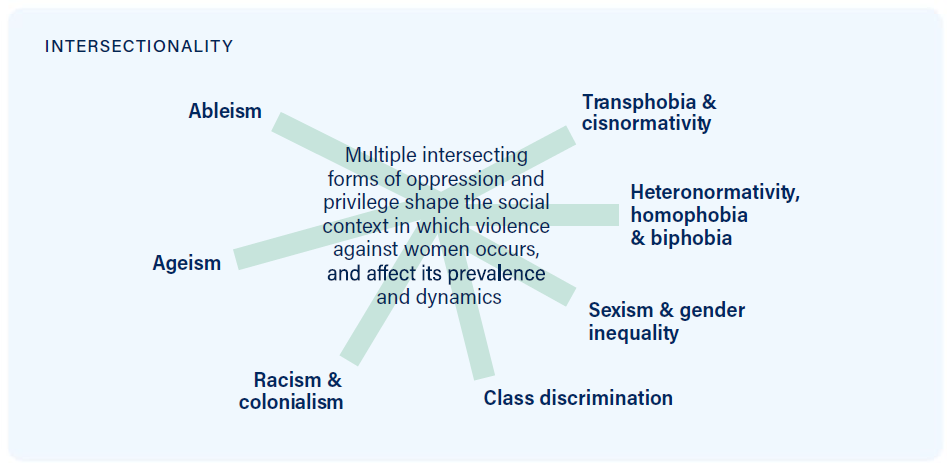 INTERSECTIONALITY
Ableism
Transphobia &
cisnormativity
Multiple intersecting
forms of oppression and
privilege shape the social
context in which violence
against women occurs,
and affect its prevalence
and dynamics
Heteronormativity,
homophobia
& biphobia
Ageism
Sexism & gender
inequality
Racism &
colonialism
Class discrimination